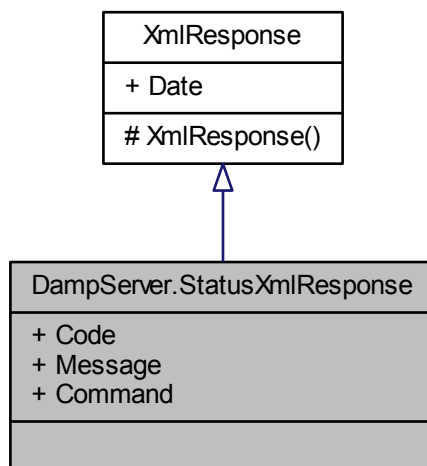 XmlResponse
+ Date
# XmlResponse()
DampServer.StatusXmlResponse
+ Code
+ Message
+ Command